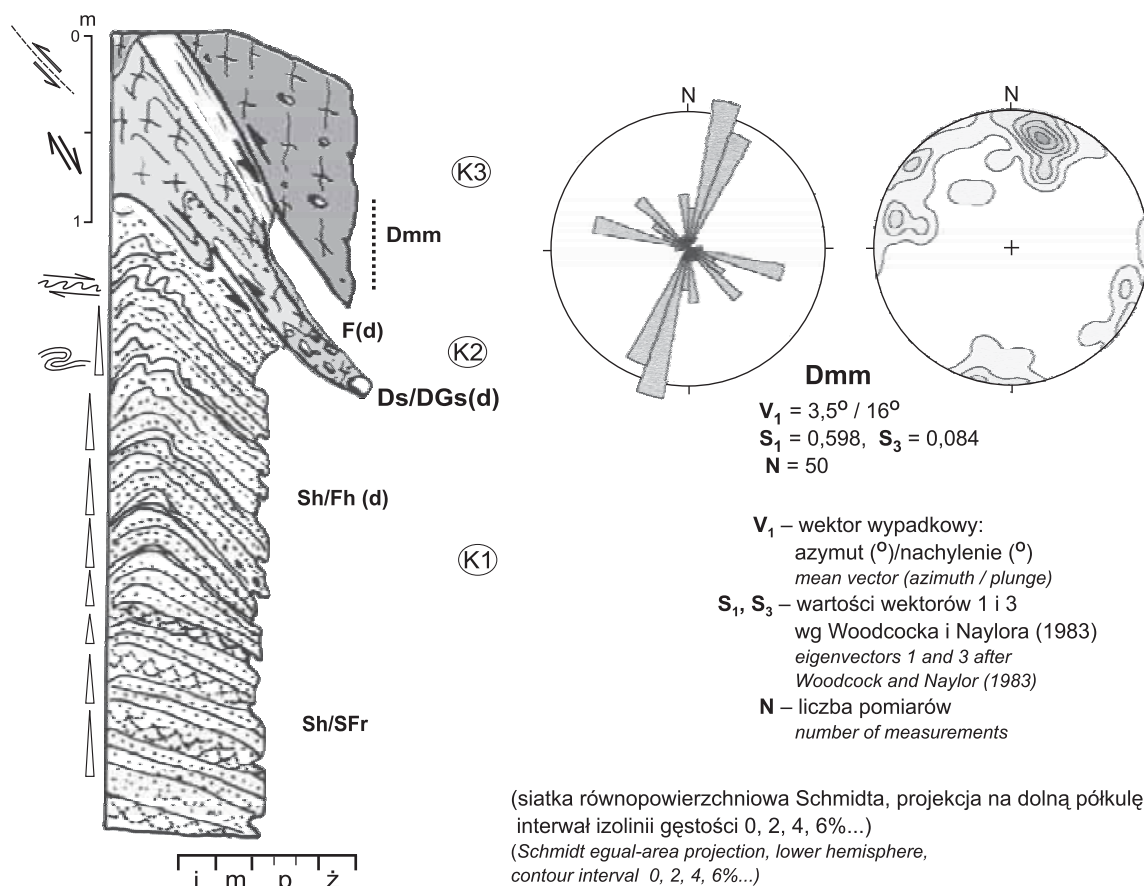 m
0
1
K3
Dmm
F(d)
K2
Ds/DGs(d)
Sh/Fh (d)
K1
Sh/SFr
i m p ż
N
N
Dmm
V₁ = 3,5º / 16º
S₁ = 0,598, S₃ = 0,084
N = 50
V₁ – wektor wypadkowy:
azymut (º)/nachylenie (º)
mean vector (azimuth / plunge)
S₁, S₃ – wartości wektorów 1 i 3
wg Woodcocka i Naylora (1983)
eigenvectors 1 and 3 after
Woodcock and Naylor (1983)
N – liczba pomiarów
number of measurements
(siatka równopowierzchniowa Schmidta, projekcja na dolną półkulę
interwał izolinii gęstości 0, 2, 4, 6%...)
(Schmidt egual-area projection, lower hemisphere,
contour interval 0, 2, 4, 6%...)